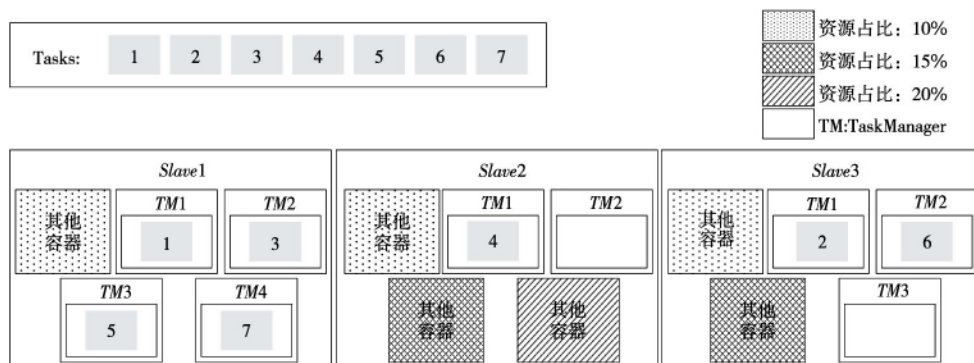 Tasks: 1 2 3 4 5 6 7
资源占比：10%
资源占比：15%
资源占比：20%
TM:TaskManager
Slave1
其他
容器
TM1
1
TM2
3
TM3
5
TM4
7
Slave2
其他
容器
TM1
4
TM2
其他
容器
其他
容器
Slave3
其他
容器
TM1
2
TM2
6
其他
容器
TM3